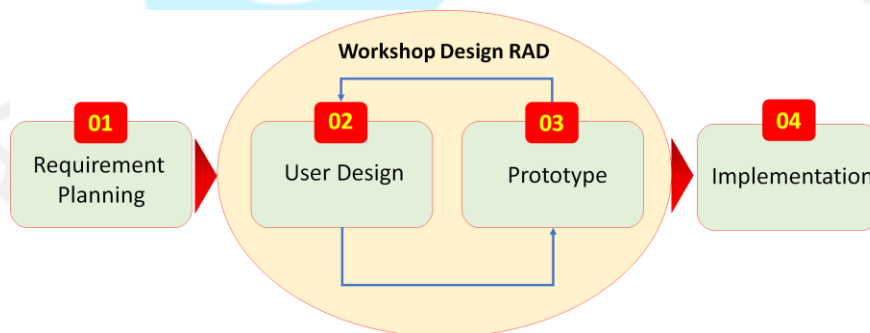 Workshop Design RAD
01
Requirement
Planning
02
User Design
03
Prototype
04
Implementation